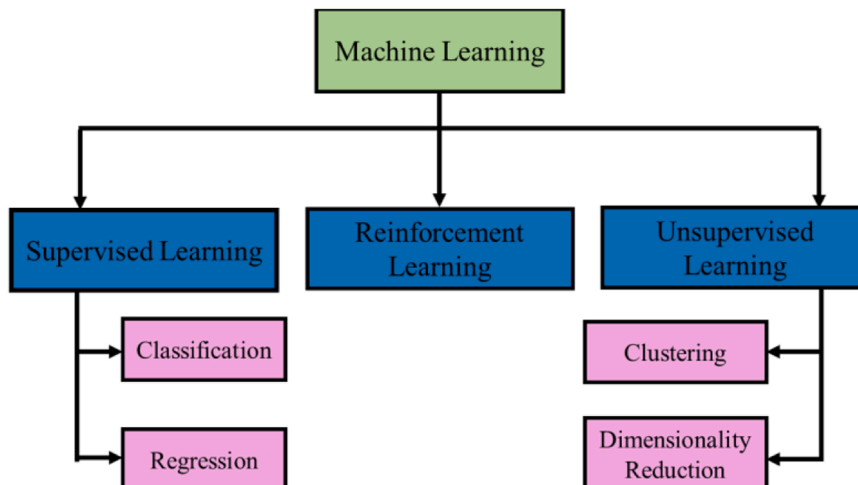 Machine Learning
Supervised Learning
Reinforcement
Learning
Unsupervised
Learning
Classification
Regression
Clustering
Dimensionality
Reduction